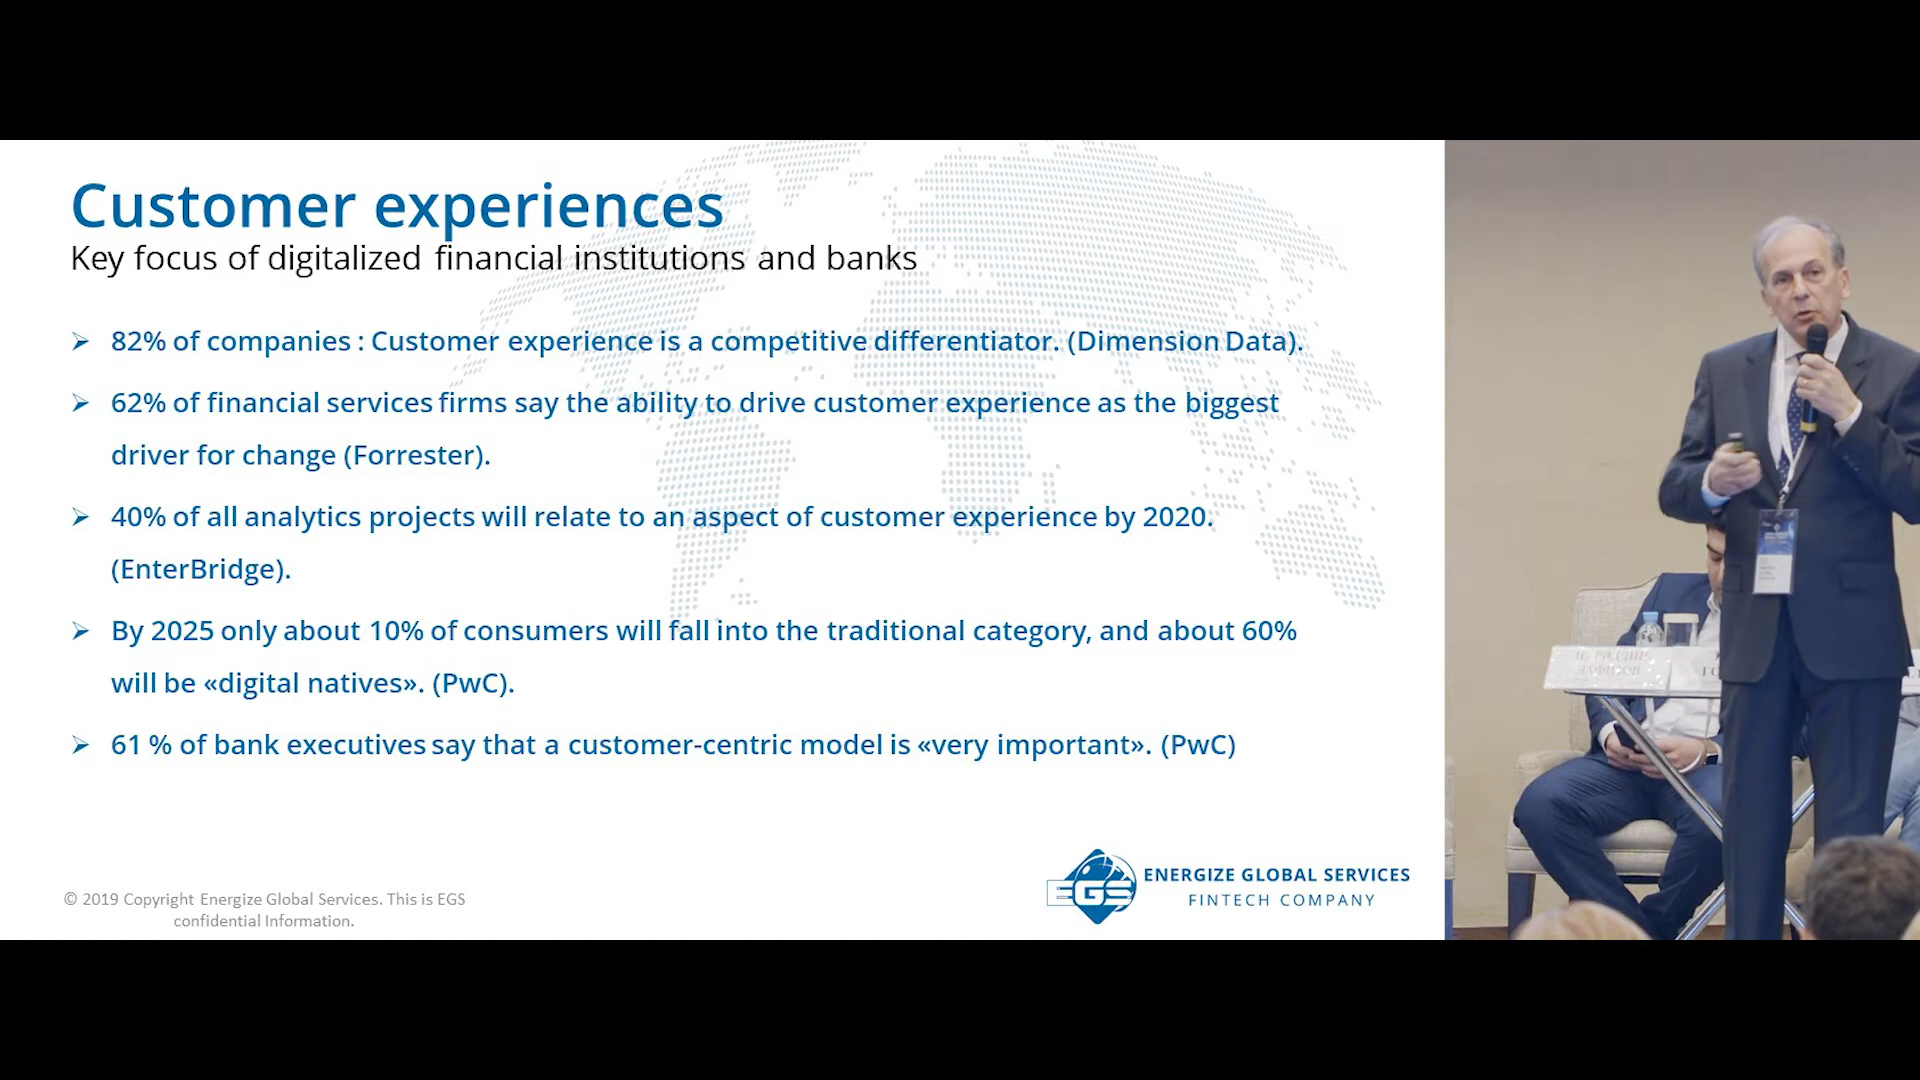 Customer experiences
Key focus of digitalized financial institutions and banks
➢ 82% of companies : Customer experience is a competitive differentiator. (Dimension Data).
➢ 62% of financial services firms say the ability to drive customer experience as the biggest
driver for change (Forrester).
➢ 40% of all analytics projects will relate to an aspect of customer experience by 2020.
(EnterBridge).
➢ By 2025 only about 10% of consumers will fall into the traditional category, and about 60%
will be «digital natives». (PwC).
➢ 61 % of bank executives say that a customer-centric model is «very important». (PwC)
EGS
ENERGIZE GLOBAL SERVICES
FINTECH COMPANY
© 2019 Copyright Energize Global Services. This is EGS
confidential Information.